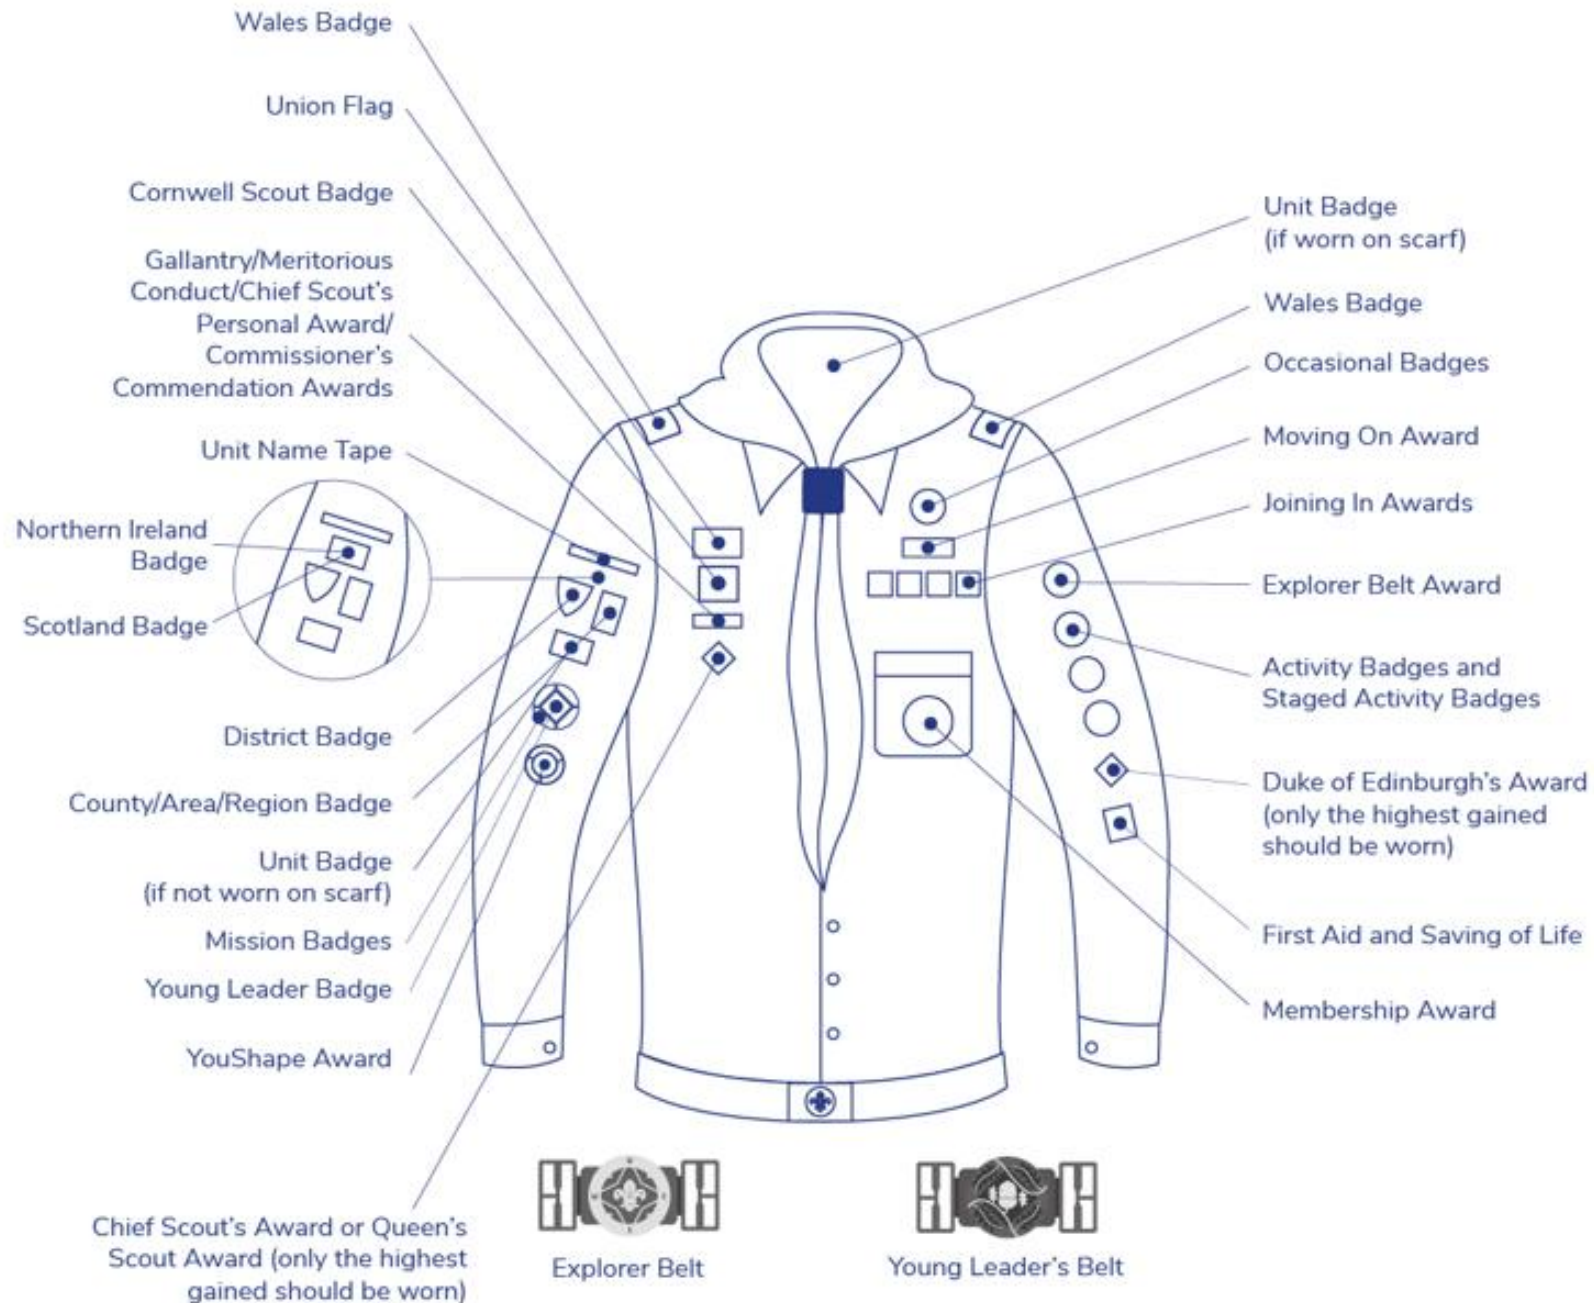 Wales Badge
Union Flag
Cornwell Scout Badge
Gallantry/Meritorious
Conduct/Chief Scout's
Personal Award/
Commissioner's
Commendation Awards
Unit Name Tape
Northern Ireland
Badge
Scotland Badge
District Badge
County/Area/Region Badge
Unit Badge
(if not worn on scarf)
Mission Badges
Young Leader Badge
YouShape Award
Chief Scout's Award or Queen's
Scout Award (only the highest
gained should be worn)
Unit Badge
(if worn on scarf)
Wales Badge
Occasional Badges
Moving On Award
Joining In Awards
Explorer Belt Award
Activity Badges and
Staged Activity Badges
Duke of Edinburgh's Award
(only the highest gained
should be worn)
First Aid and Saving of Life
Membership Award
Explorer Belt
Young Leader's Belt